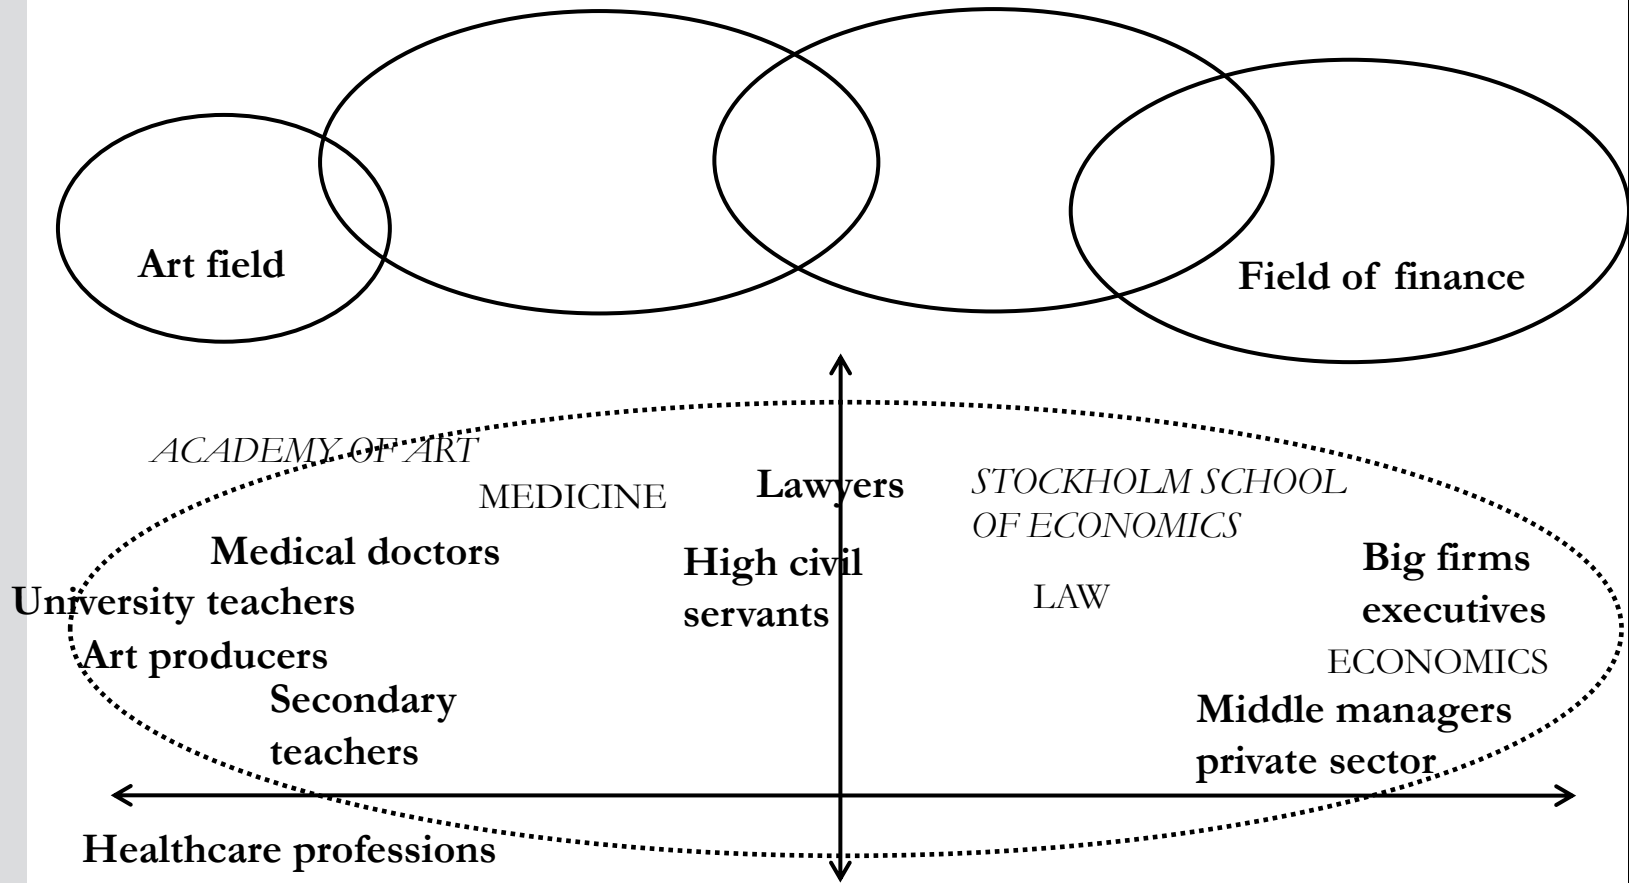 Art field
Field of finance
ACADEMY OF ART
MEDICINE
Lawyers
STOCKHOLM SCHOOL
OF ECONOMICS
Medical doctors
High civil
servants
Big firms
executives
University teachers
LAW
Art producers
ECONOMICS
Secondary
teachers
Middle managers
private sector
Healthcare professions